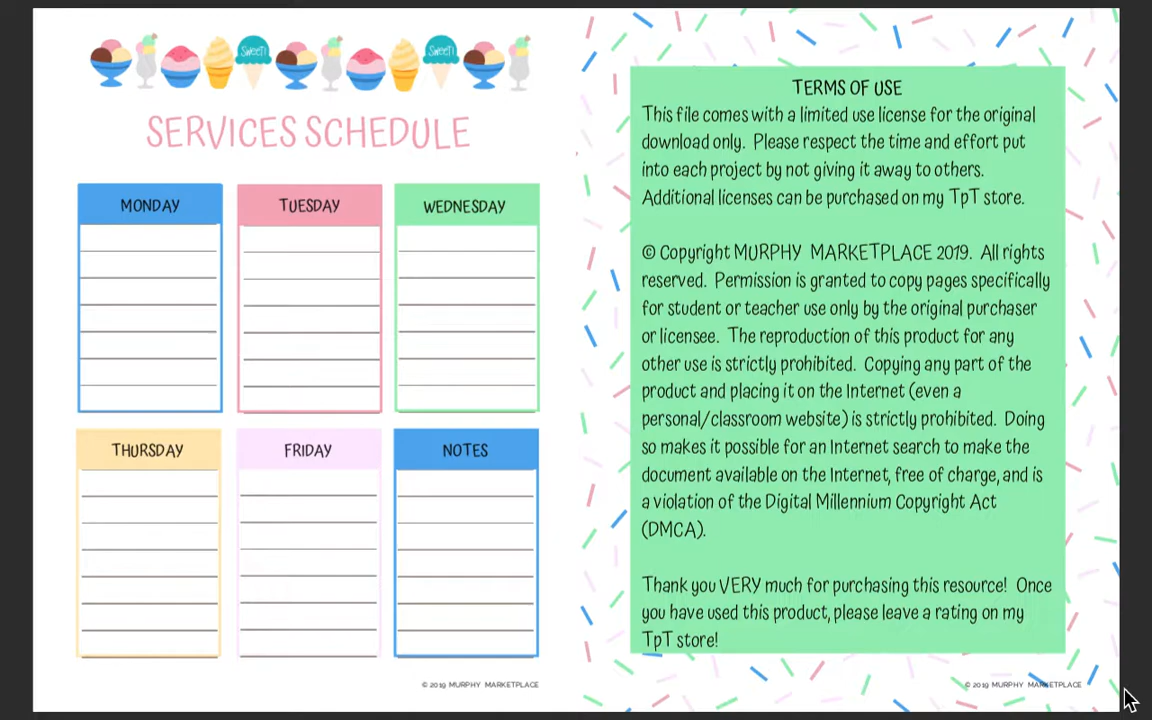 SWEET!
SWEET!
SERVICES SCHEDULE
MONDAY
TUESDAY
WEDNESDAY
THURSDAY
FRIDAY
NOTES
© 2019 MURPHY MARKETPLACE
TERMS OF USE
This file comes with a limited use license for the original
download only. Please respect the time and effort put
into each project by not giving it away to others.
Additional licenses can be purchased on my TpT store.
© Copyright MURPHY MARKETPLACE 2019. All rights
reserved. Permission is granted to copy pages specifically
for student or teacher use only by the original purchaser
or licensee. The reproduction of this product for any
other use is strictly prohibited. Copying any part of the
product and placing it on the Internet (even a
personal/classroom website) is strictly prohibited. Doing
so makes it possible for an Internet search to make the
document available on the Internet, free of charge, and is
a violation of the Digital Millennium Copyright Act
(DMCA).
Thank you VERY much for purchasing this resource! Once
you have used this product, please leave a rating on my
TpT store!
© 2019 MURPHY MARKETPLACE